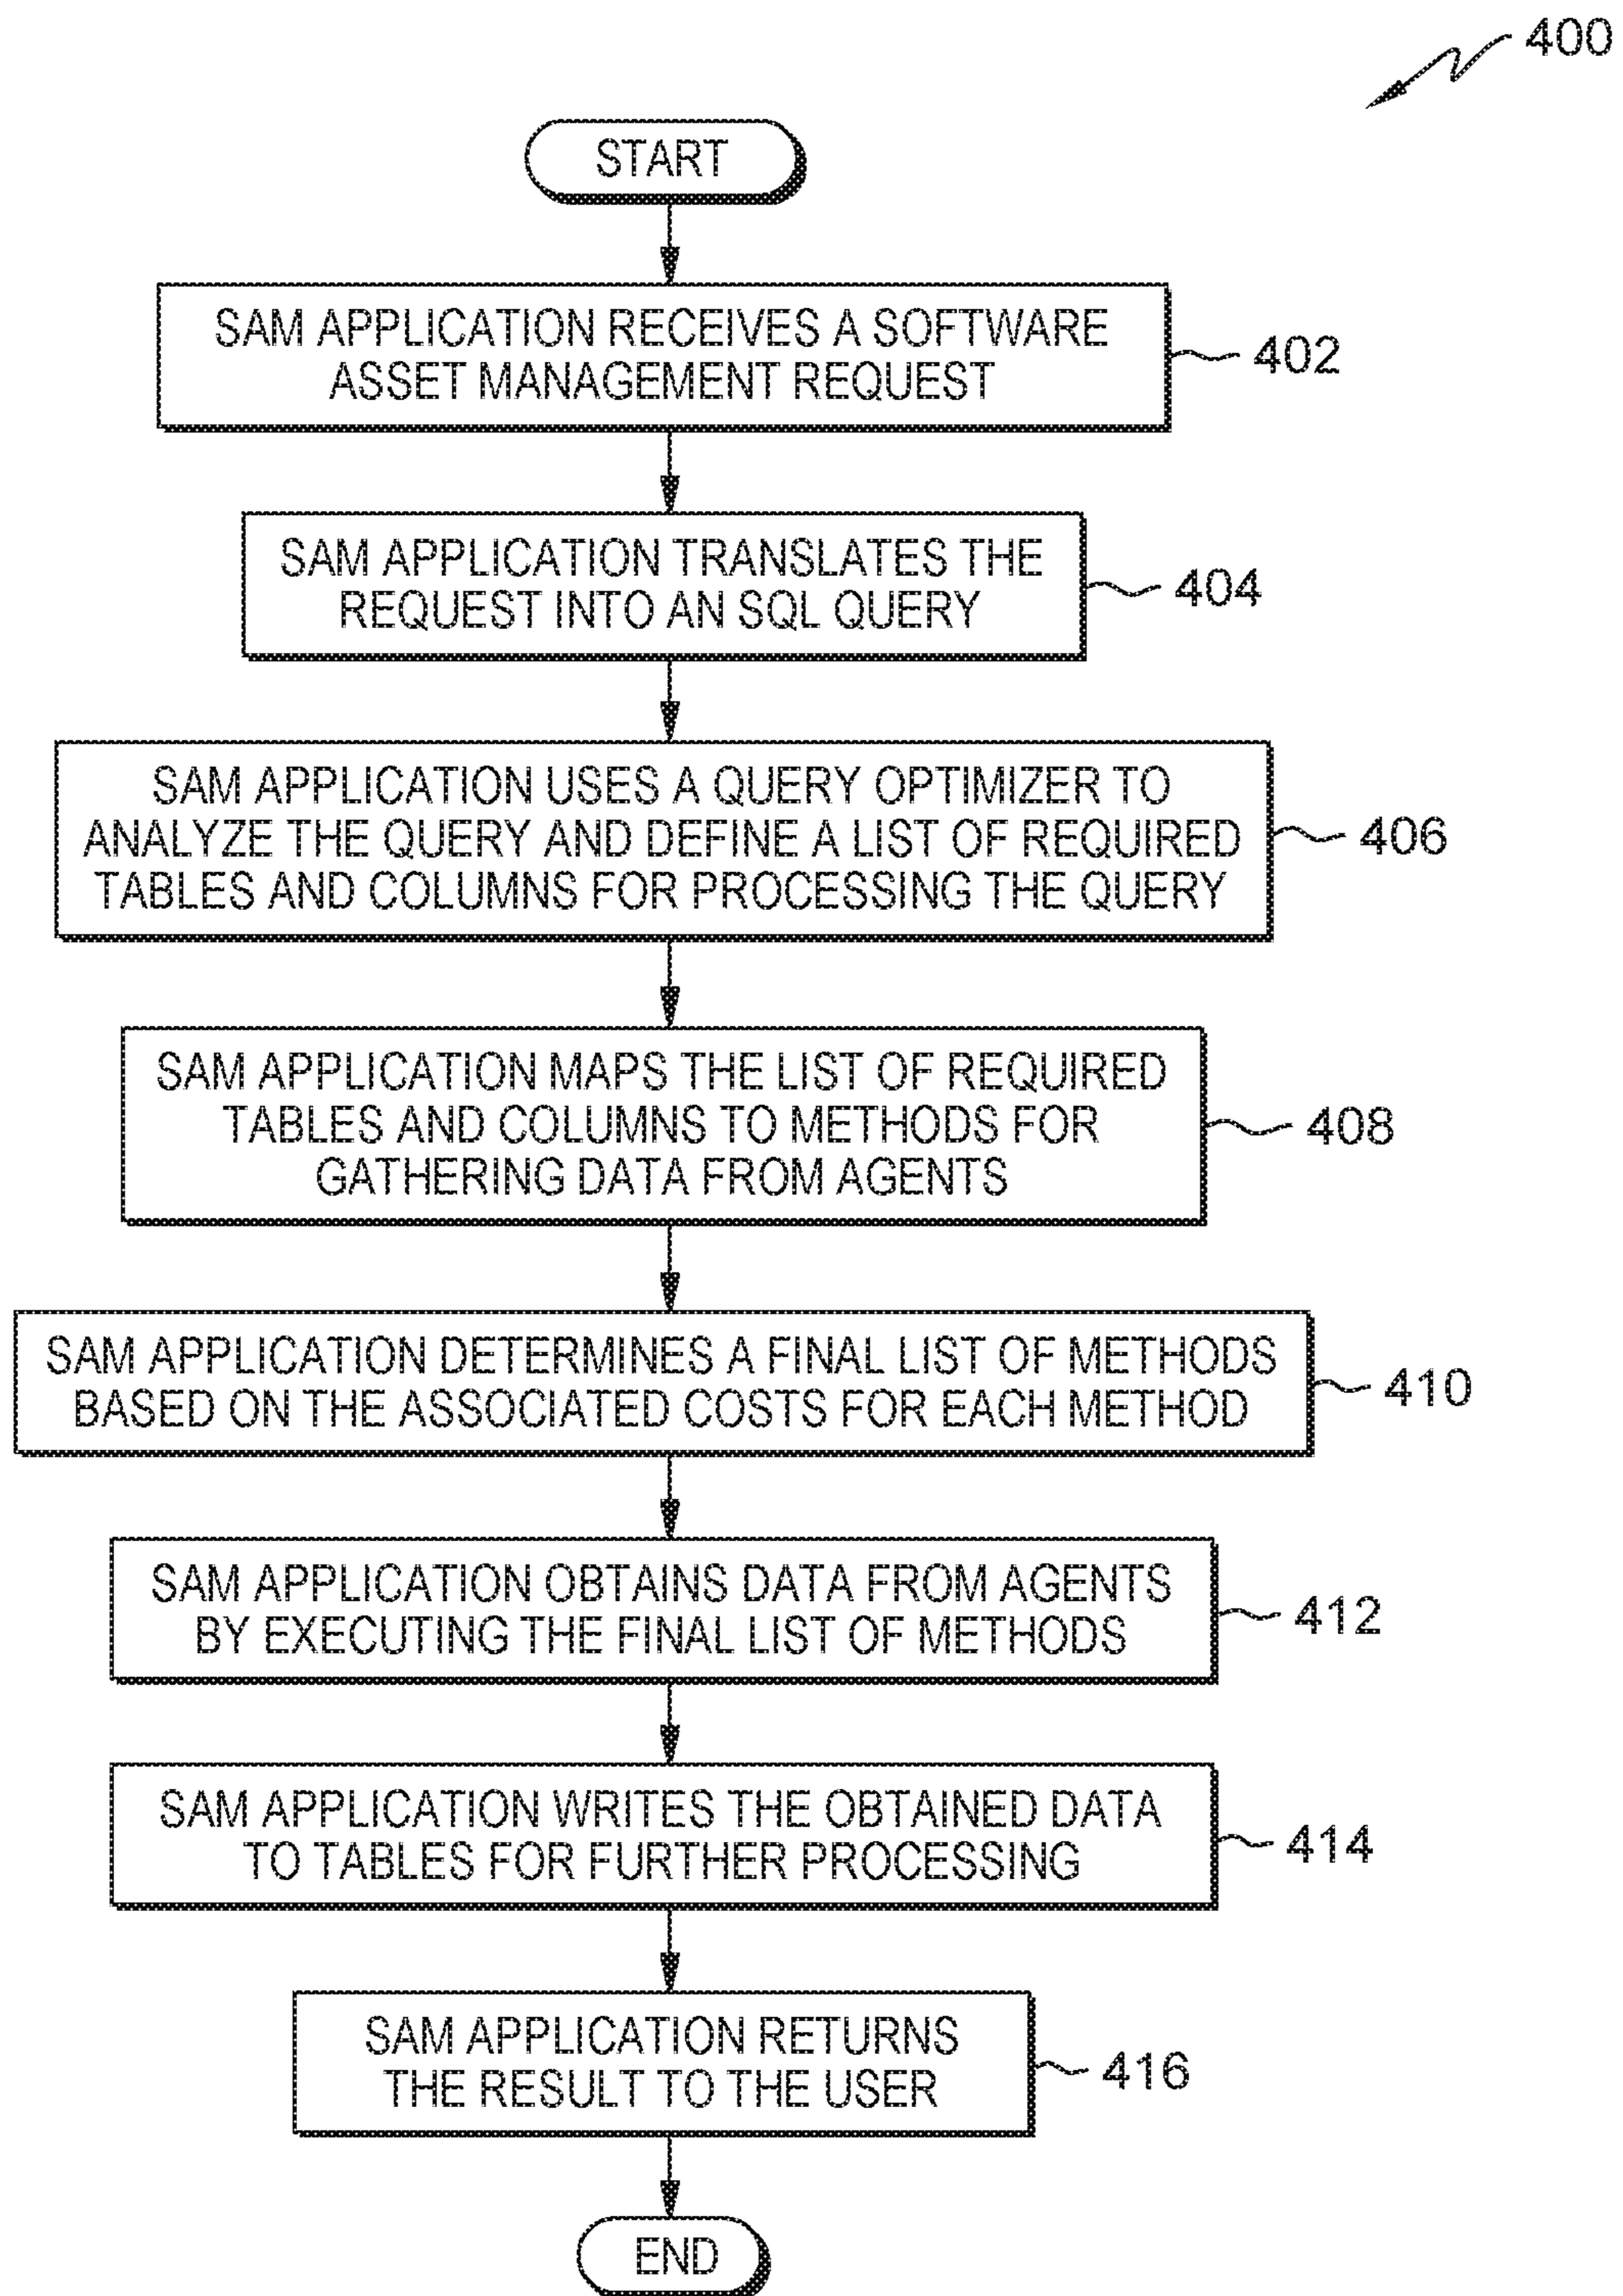 400
START
SAM APPLICATION RECEIVES A SOFTWARE
ASSET MANAGEMENT REQUEST
402
SAM APPLICATION TRANSLATES THE
REQUEST INTO AN SQL QUERY
404
SAM APPLICATION USES A QUERY OPTIMIZER TO
ANALYZE THE QUERY AND DEFINE A LIST OF REQUIRED
TABLES AND COLUMNS FOR PROCESSING THE QUERY
406
SAM APPLICATION MAPS THE LIST OF REQUIRED
TABLES AND COLUMNS TO METHODS FOR
GATHERING DATA FROM AGENTS
408
SAM APPLICATION DETERMINES A FINAL LIST OF METHODS
BASED ON THE ASSOCIATED COSTS FOR EACH METHOD
410
SAM APPLICATION OBTAINS DATA FROM AGENTS
BY EXECUTING THE FINAL LIST OF METHODS
412
SAM APPLICATION WRITES THE OBTAINED DATA
TO TABLES FOR FURTHER PROCESSING
414
SAM APPLICATION RETURNS
THE RESULT TO THE USER
416
END